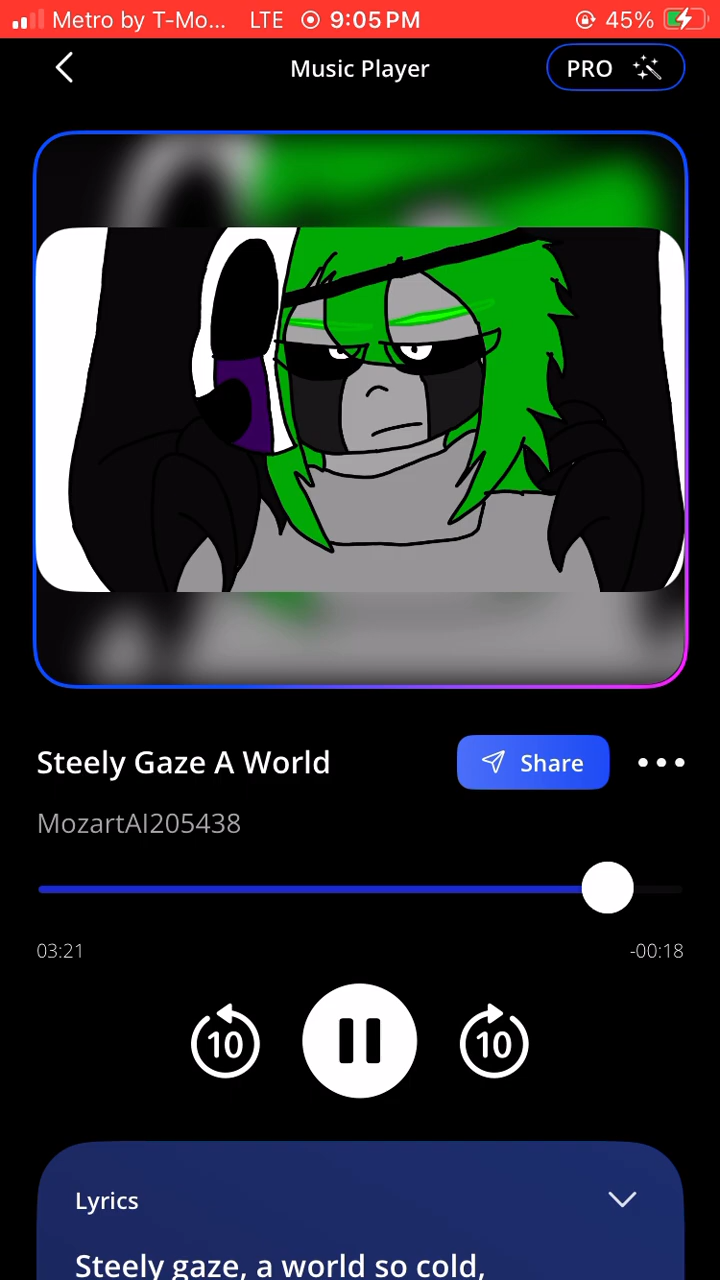 Metro by T-Mo... LTE 9:05 PM 45%
Music Player PRO
Steely Gaze A World Share
MozartAI205438
03:21 -00:18
10 10
Lyrics
Steely gaze, a world so cold,